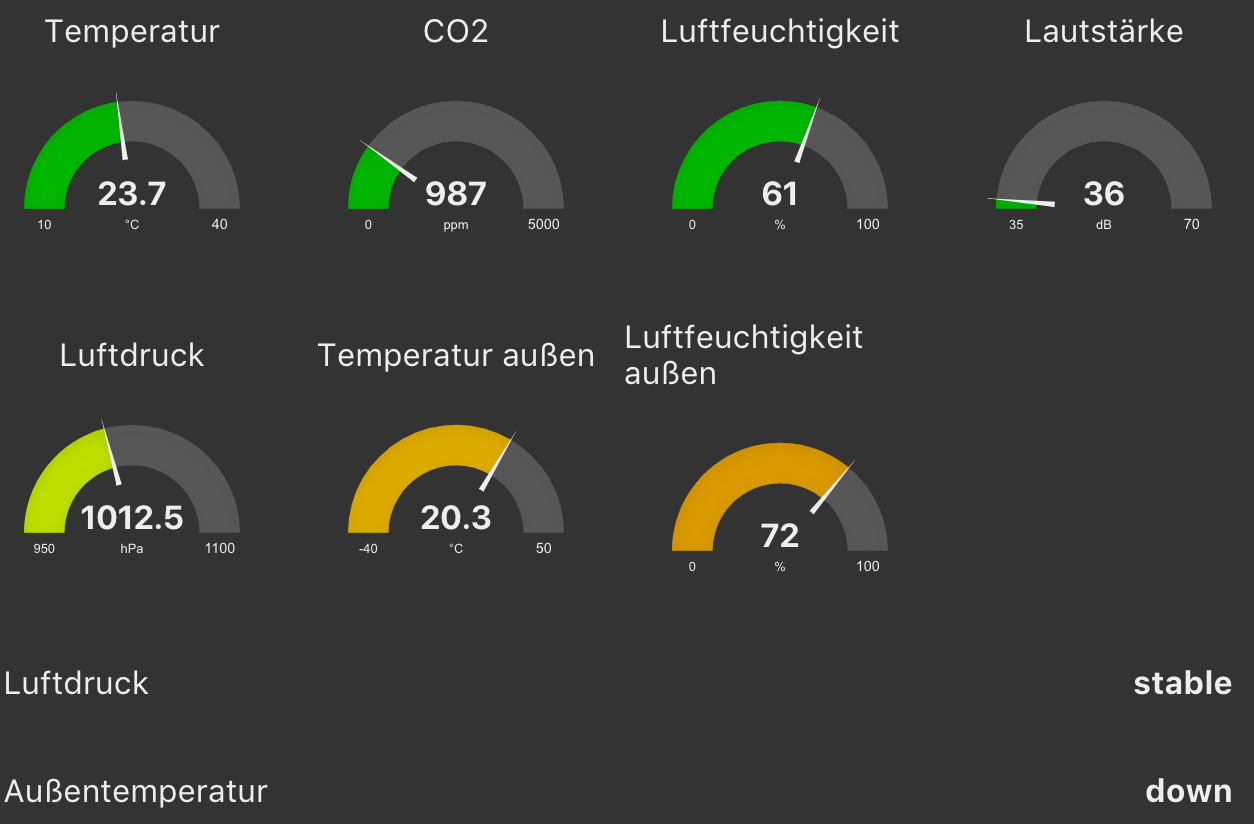 Temperatur
CO2
Luftfeuchtigkeit
Lautstärke
23.7
10 °C 40
987
0 ppm 5000
61
0 % 100
36
35 dB 70
Luftdruck
Temperatur außen
Luftfeuchtigkeit
außen
1012.5
950 hPa 1100
20.3
-40 °C 50
72
0 % 100
Luftdruck stable
Außentemperatur down